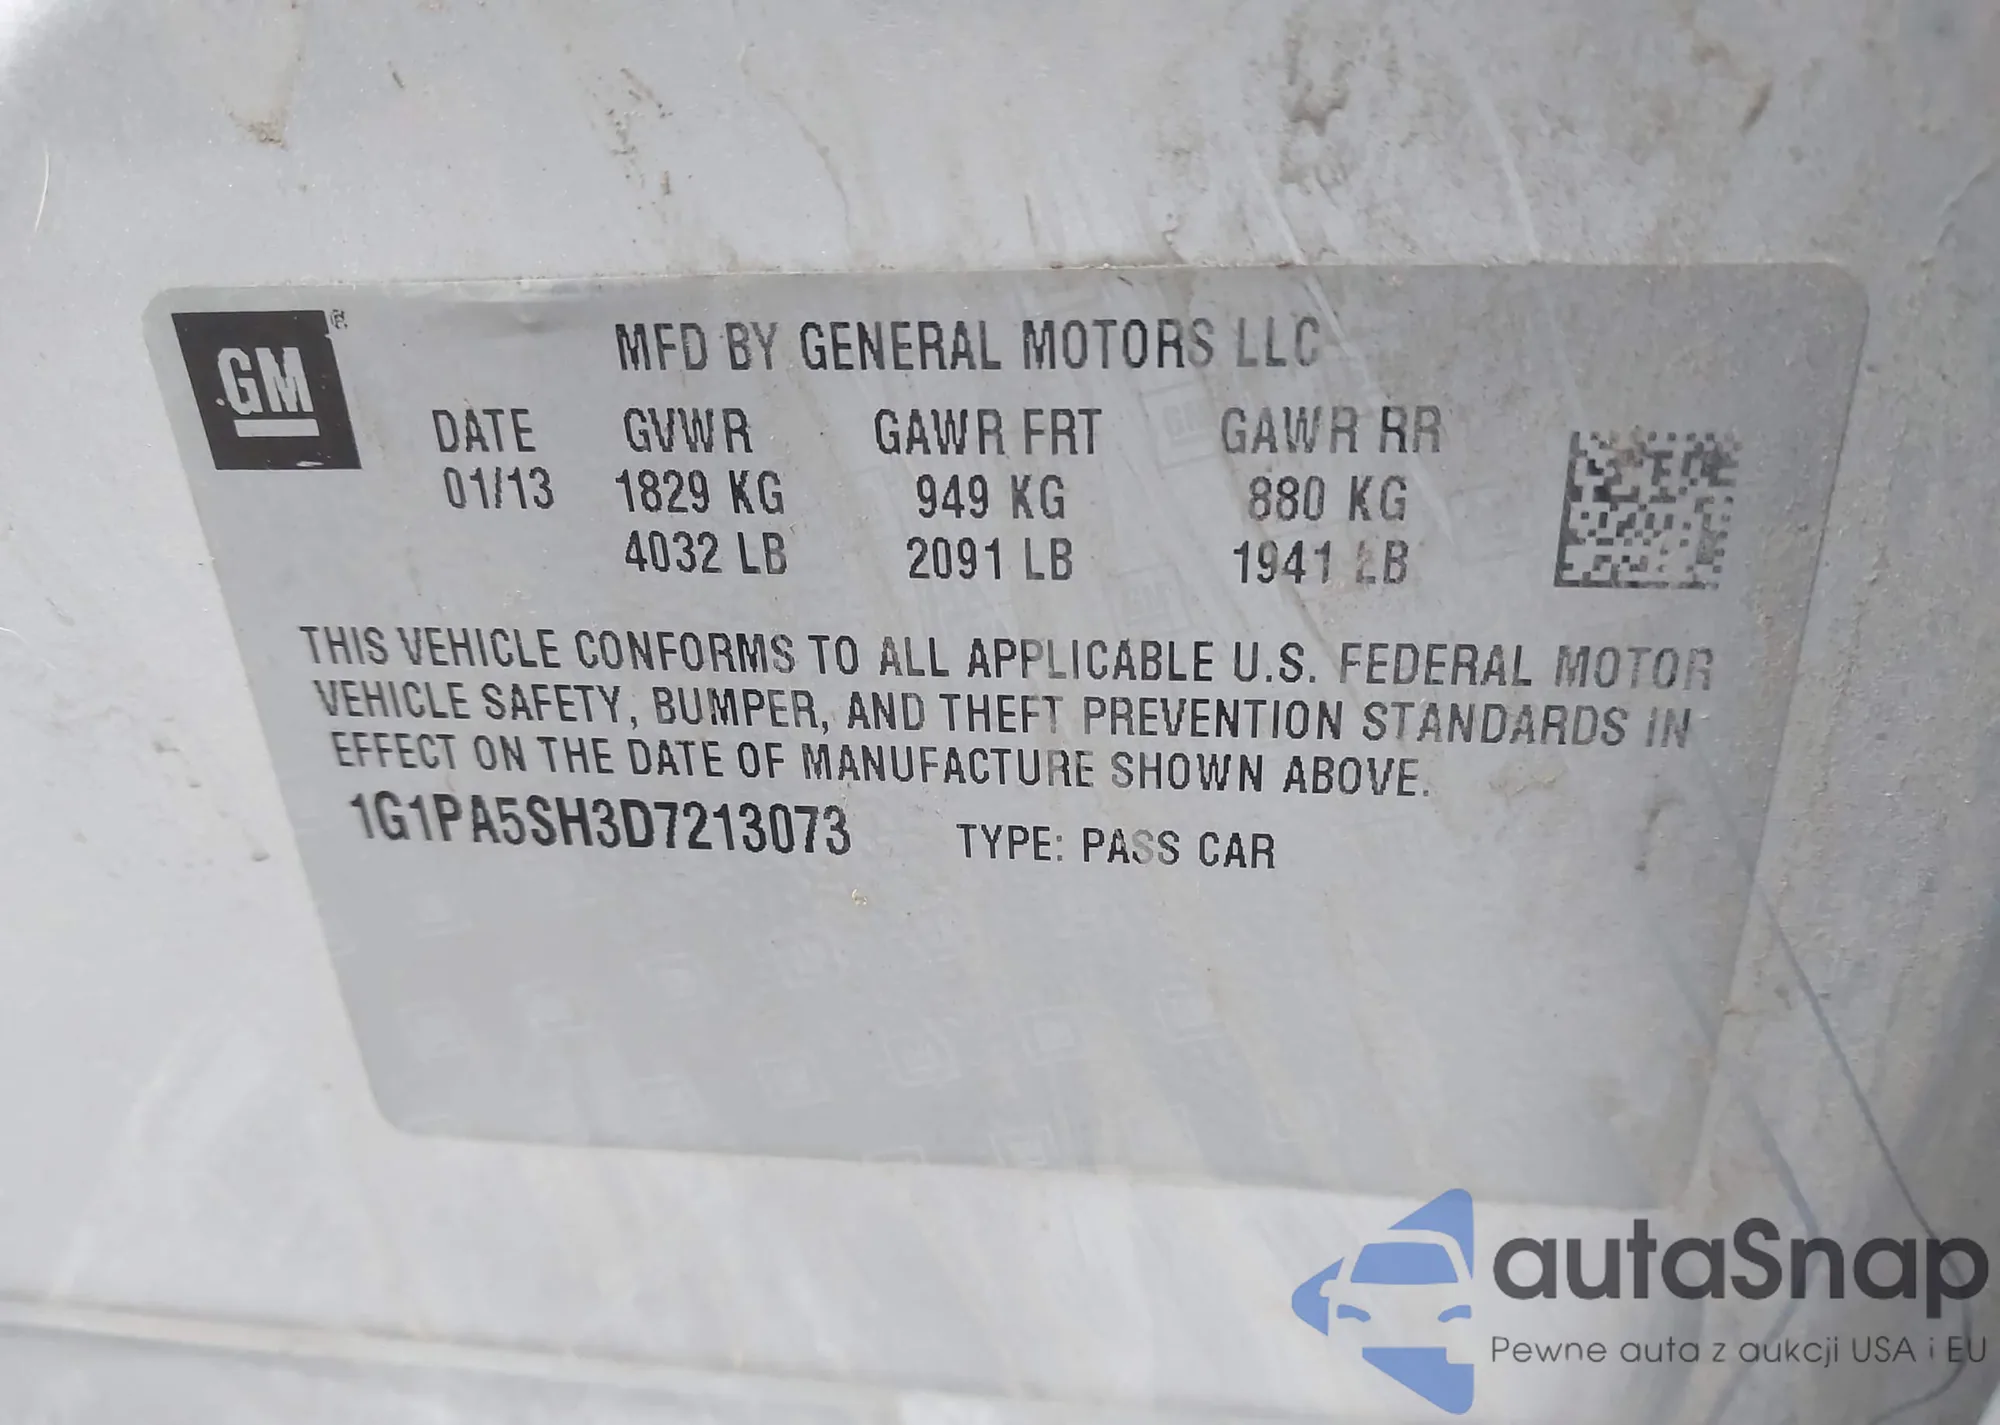 GM ®
MFD BY GENERAL MOTORS LLC
DATE GVWR GAWR FRT GAWR RR
01/13 1829 KG 949 KG 880 KG
4032 LB 2091 LB 1941 LB
THIS VEHICLE CONFORMS TO ALL APPLICABLE U.S. FEDERAL MOTOR
VEHICLE SAFETY, BUMPER, AND THEFT PREVENTION STANDARDS IN
EFFECT ON THE DATE OF MANUFACTURE SHOWN ABOVE.
1G1PA5SH3D7213073 TYPE: PASS CAR
autaSnap
Pewne auta z aukcji USA i EU